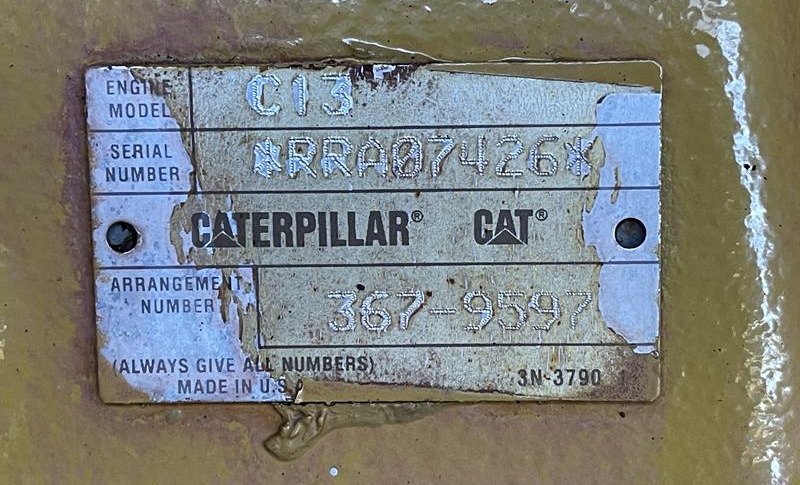 ENGINE MODEL C13
SERIAL NUMBER *RRA07426*
CATERPILLAR® CAT®
ARRANGEMENT NUMBER 367-9597
(ALWAYS GIVE ALL NUMBERS)
MADE IN U.S. 3N-3790 1